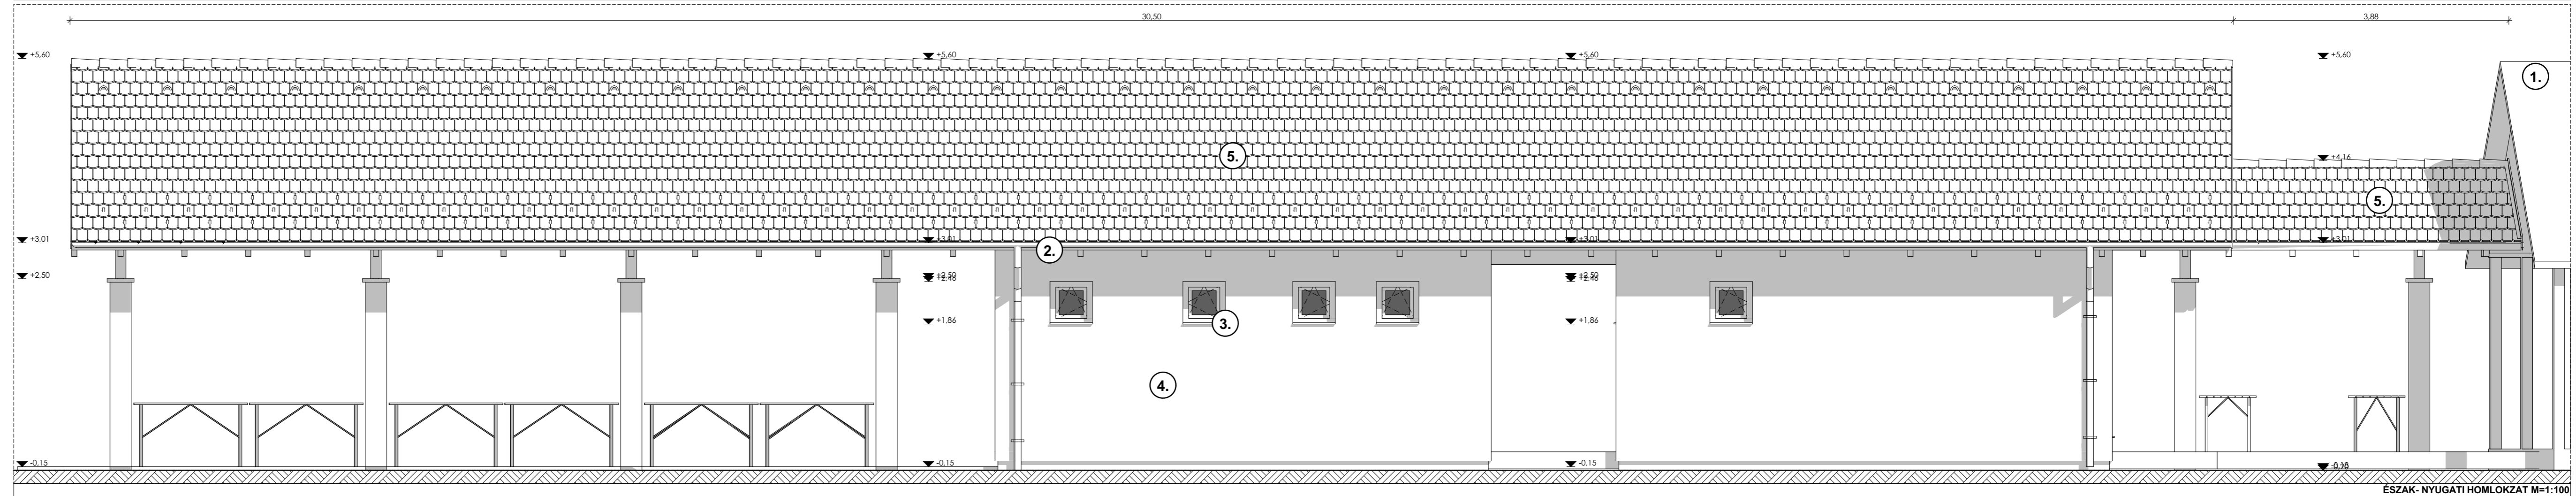 30,50 3,88
+5.60 +5.60 +5.60 +5.60
1.
5.
+4,16
5.
+3.01 +3.01 +3.01 +3.01
2.
+2.50 +2.50 +2.50
+2.46 +2.46
+1,86 +1,86
3.
4.
-0,15 -0,15 -0,15
ÉSZAK- NYUGATI HOMLOKZAT M=1:100